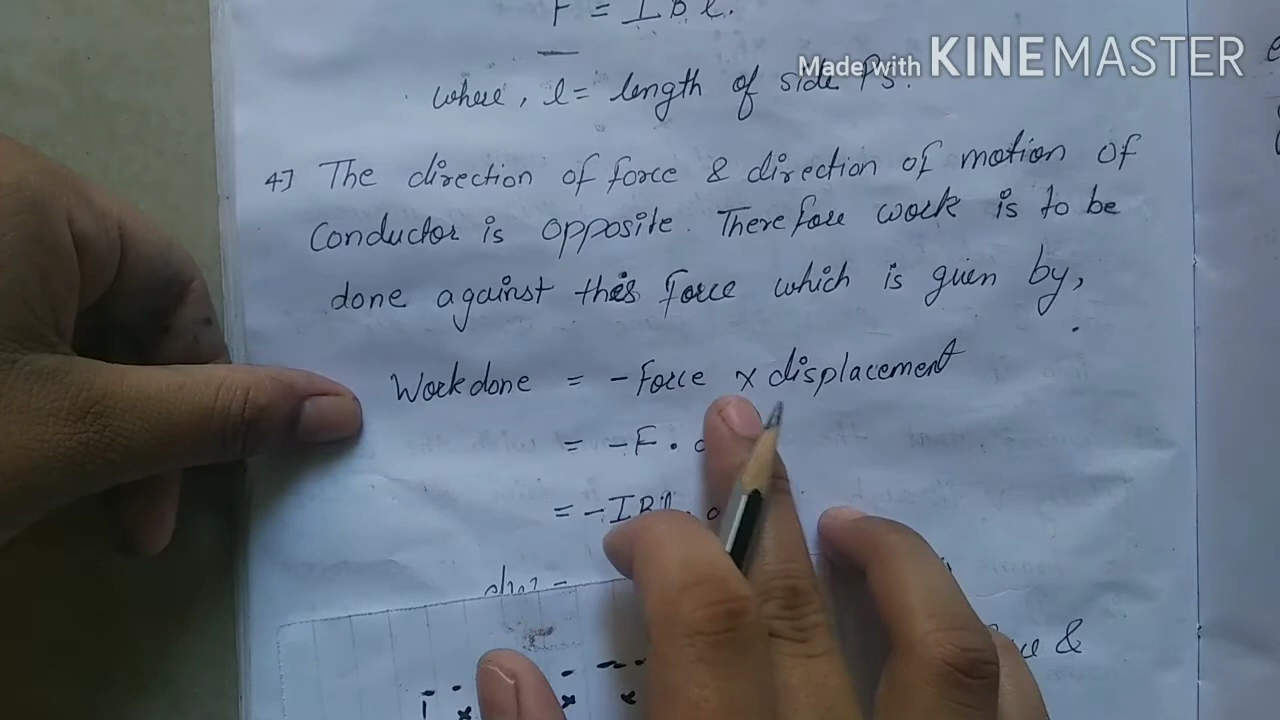 F = I B l.
Made with KINEMASTER
where, l = length of side PS.
4] The direction of force & direction of motion of
Conductor is opposite. Therefore work is to be
done against this force which is given by,
Workdone = - Force x displacement
= - F .
= - I B l .
&
x x